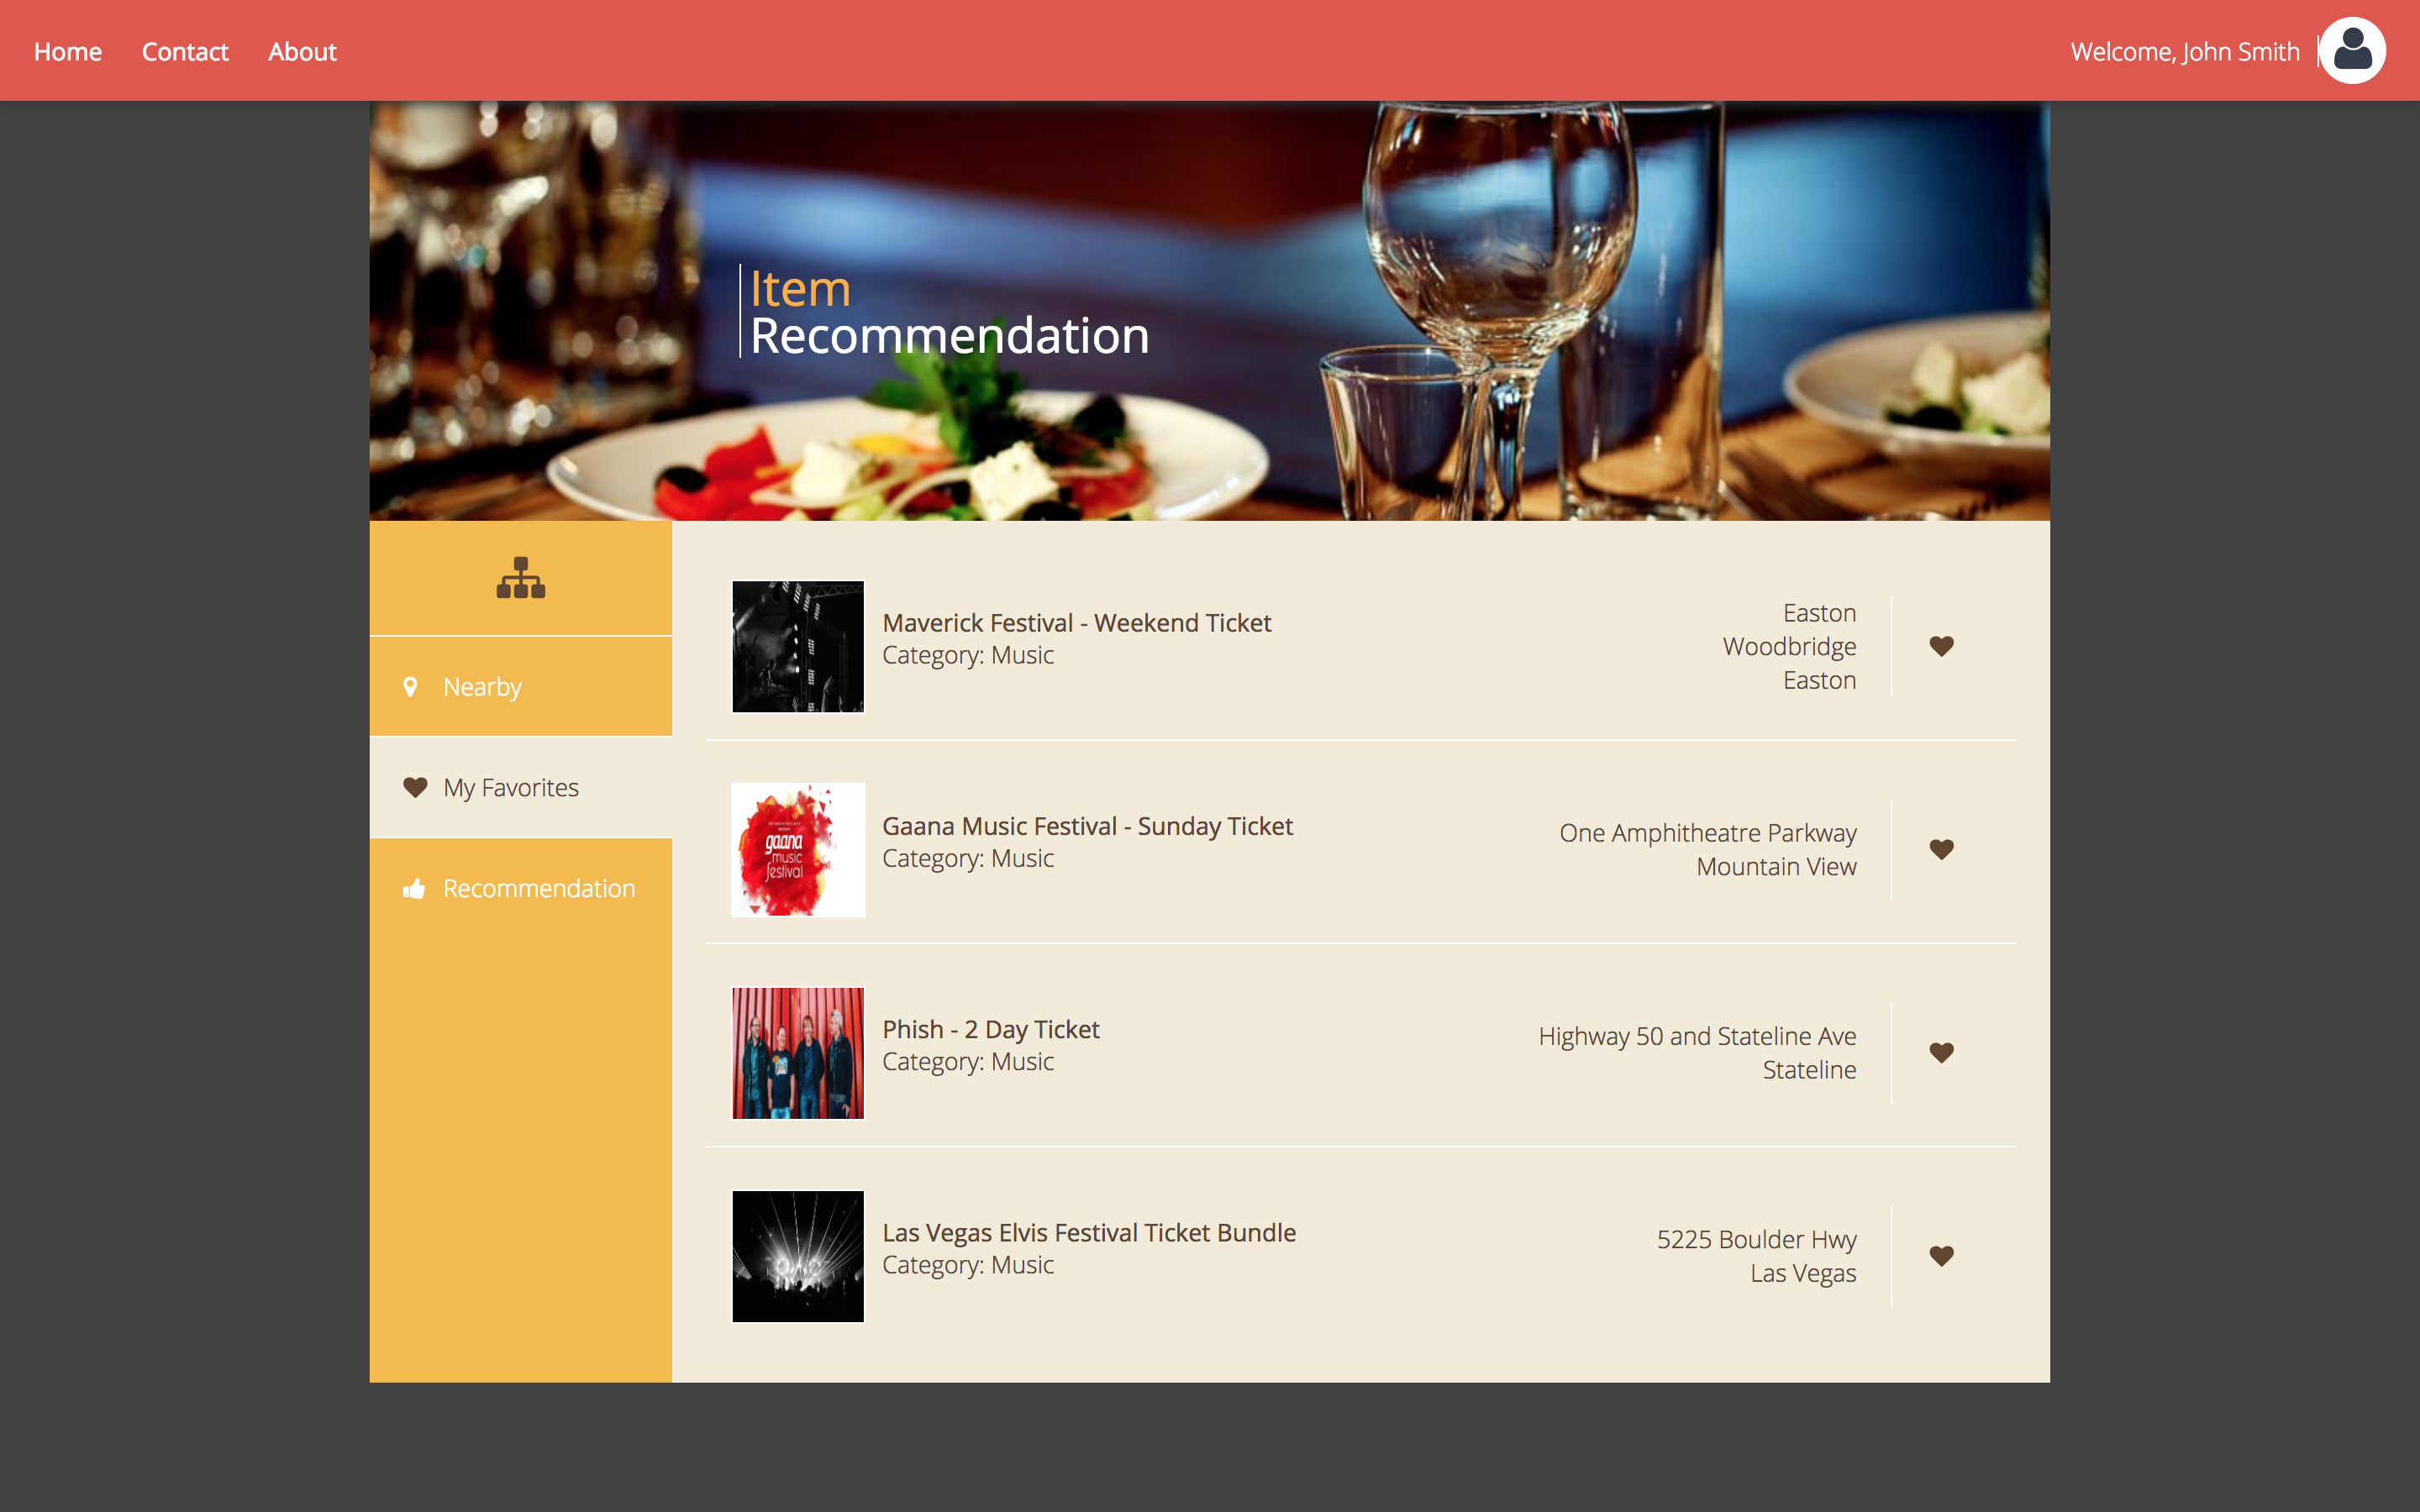 Home Contact About Welcome, John Smith
Item
Recommendation
Nearby
My Favorites
Recommendation
Maverick Festival - Weekend Ticket
Category: Music
Easton
Woodbridge
Easton
gaana
music
festival
Gaana Music Festival - Sunday Ticket
Category: Music
One Amphitheatre Parkway
Mountain View
Phish - 2 Day Ticket
Category: Music
Highway 50 and Stateline Ave
Stateline
Las Vegas Elvis Festival Ticket Bundle
Category: Music
5225 Boulder Hwy
Las Vegas